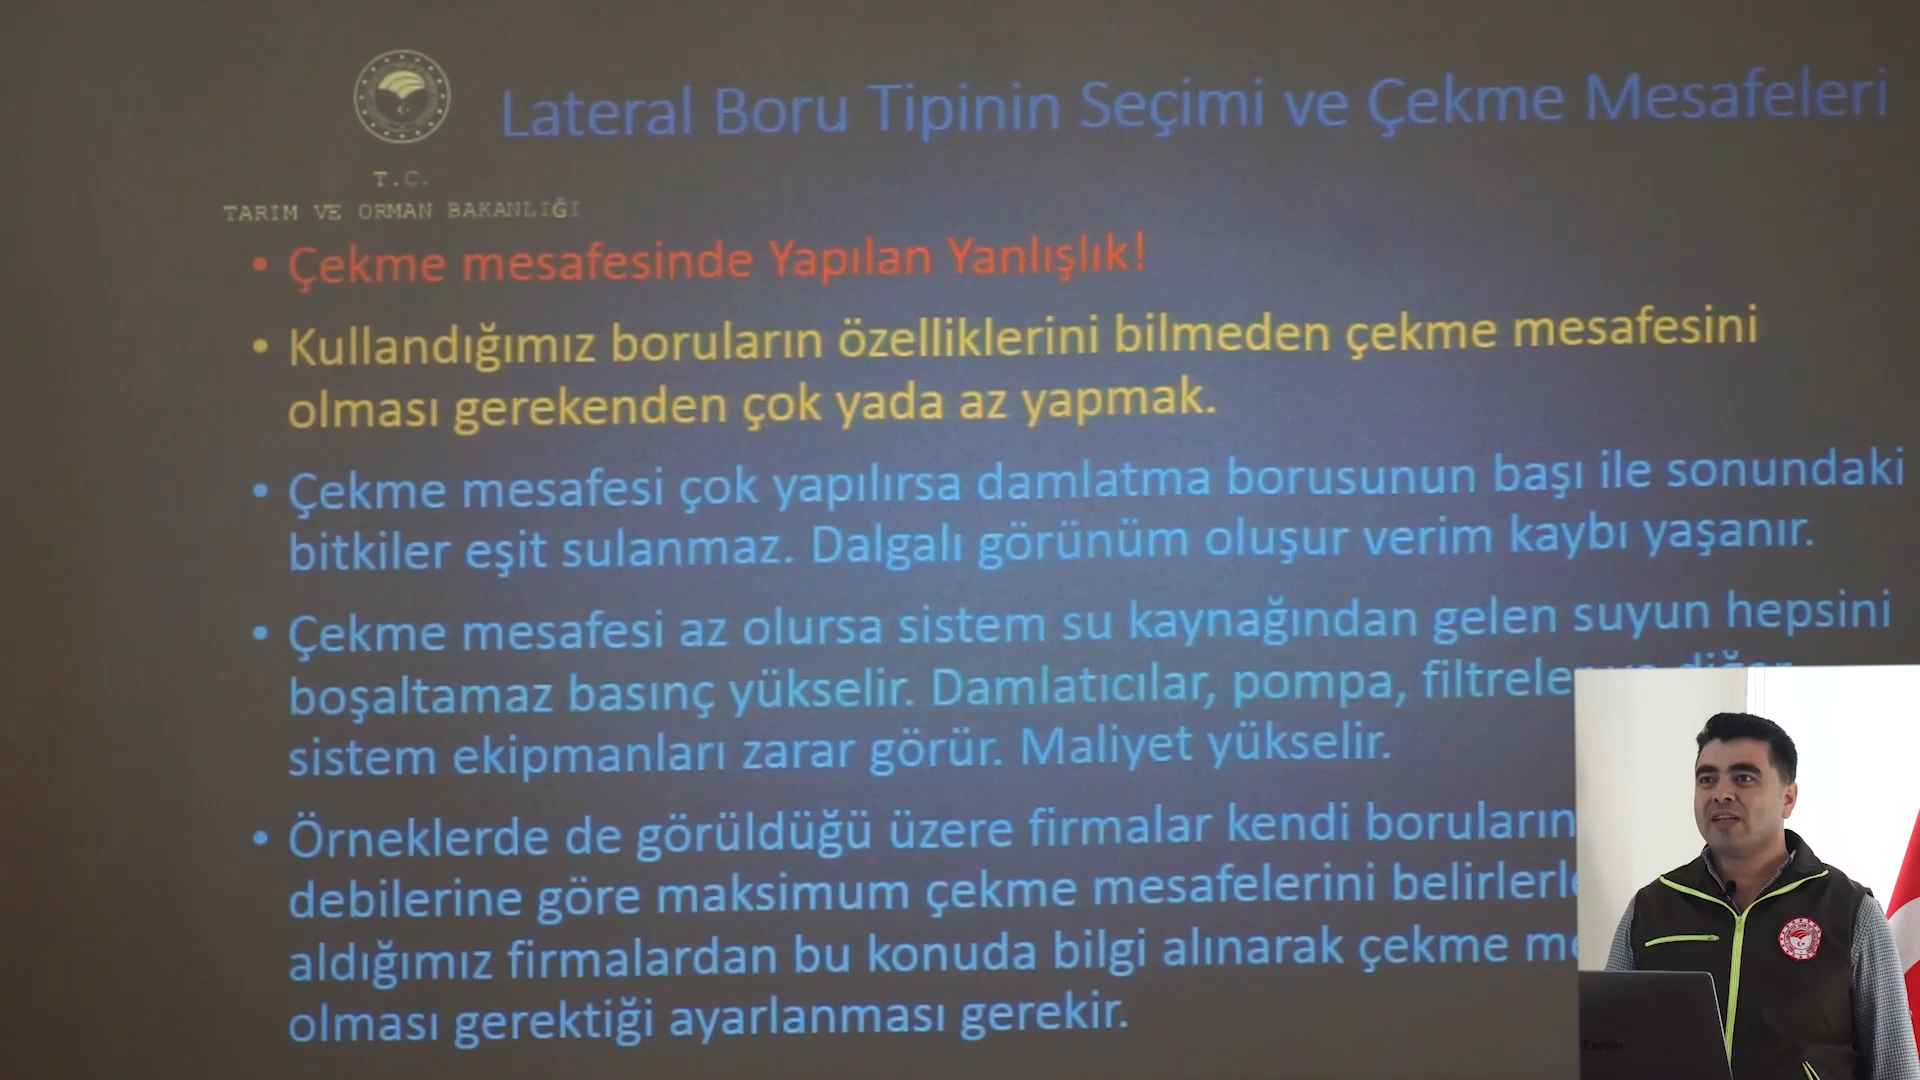 Lateral Boru Tipinin Seçimi ve Çekme Mesafeleri
T.C.
TARIM VE ORMAN BAKANLIĞI
• Çekme mesafesinde Yapılan Yanlışlık!
• Kullandığımız boruların özelliklerini bilmeden çekme mesafesini
olması gerekenden çok yada az yapmak.
• Çekme mesafesi çok yapılırsa damlatma borusunun başı ile sonundaki
bitkiler eşit sulanmaz. Dalgalı görünüm oluşur verim kaybı yaşanır.
• Çekme mesafesi az olursa sistem su kaynağından gelen suyun hepsini
boşaltamaz basınç yükselir. Damlatıcılar, pompa, filtreler ve diğer
sistem ekipmanları zarar görür. Maliyet yükselir.
• Örneklerde de görüldüğü üzere firmalar kendi boruların
debilerine göre maksimum çekme mesafelerini
aldığımız firmalardan bu konuda bilgi alınarak çekme
olması gerektiği ayarlanması gerekir.
Casper